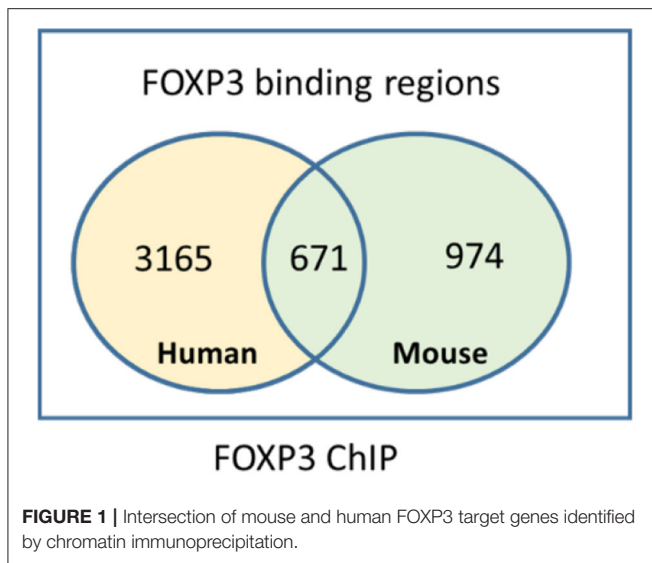 FOXP3 binding regions
3165 671 974
Human Mouse
FOXP3 ChIP
FIGURE 1 | Intersection of mouse and human FOXP3 target genes identified
by chromatin immunoprecipitation.